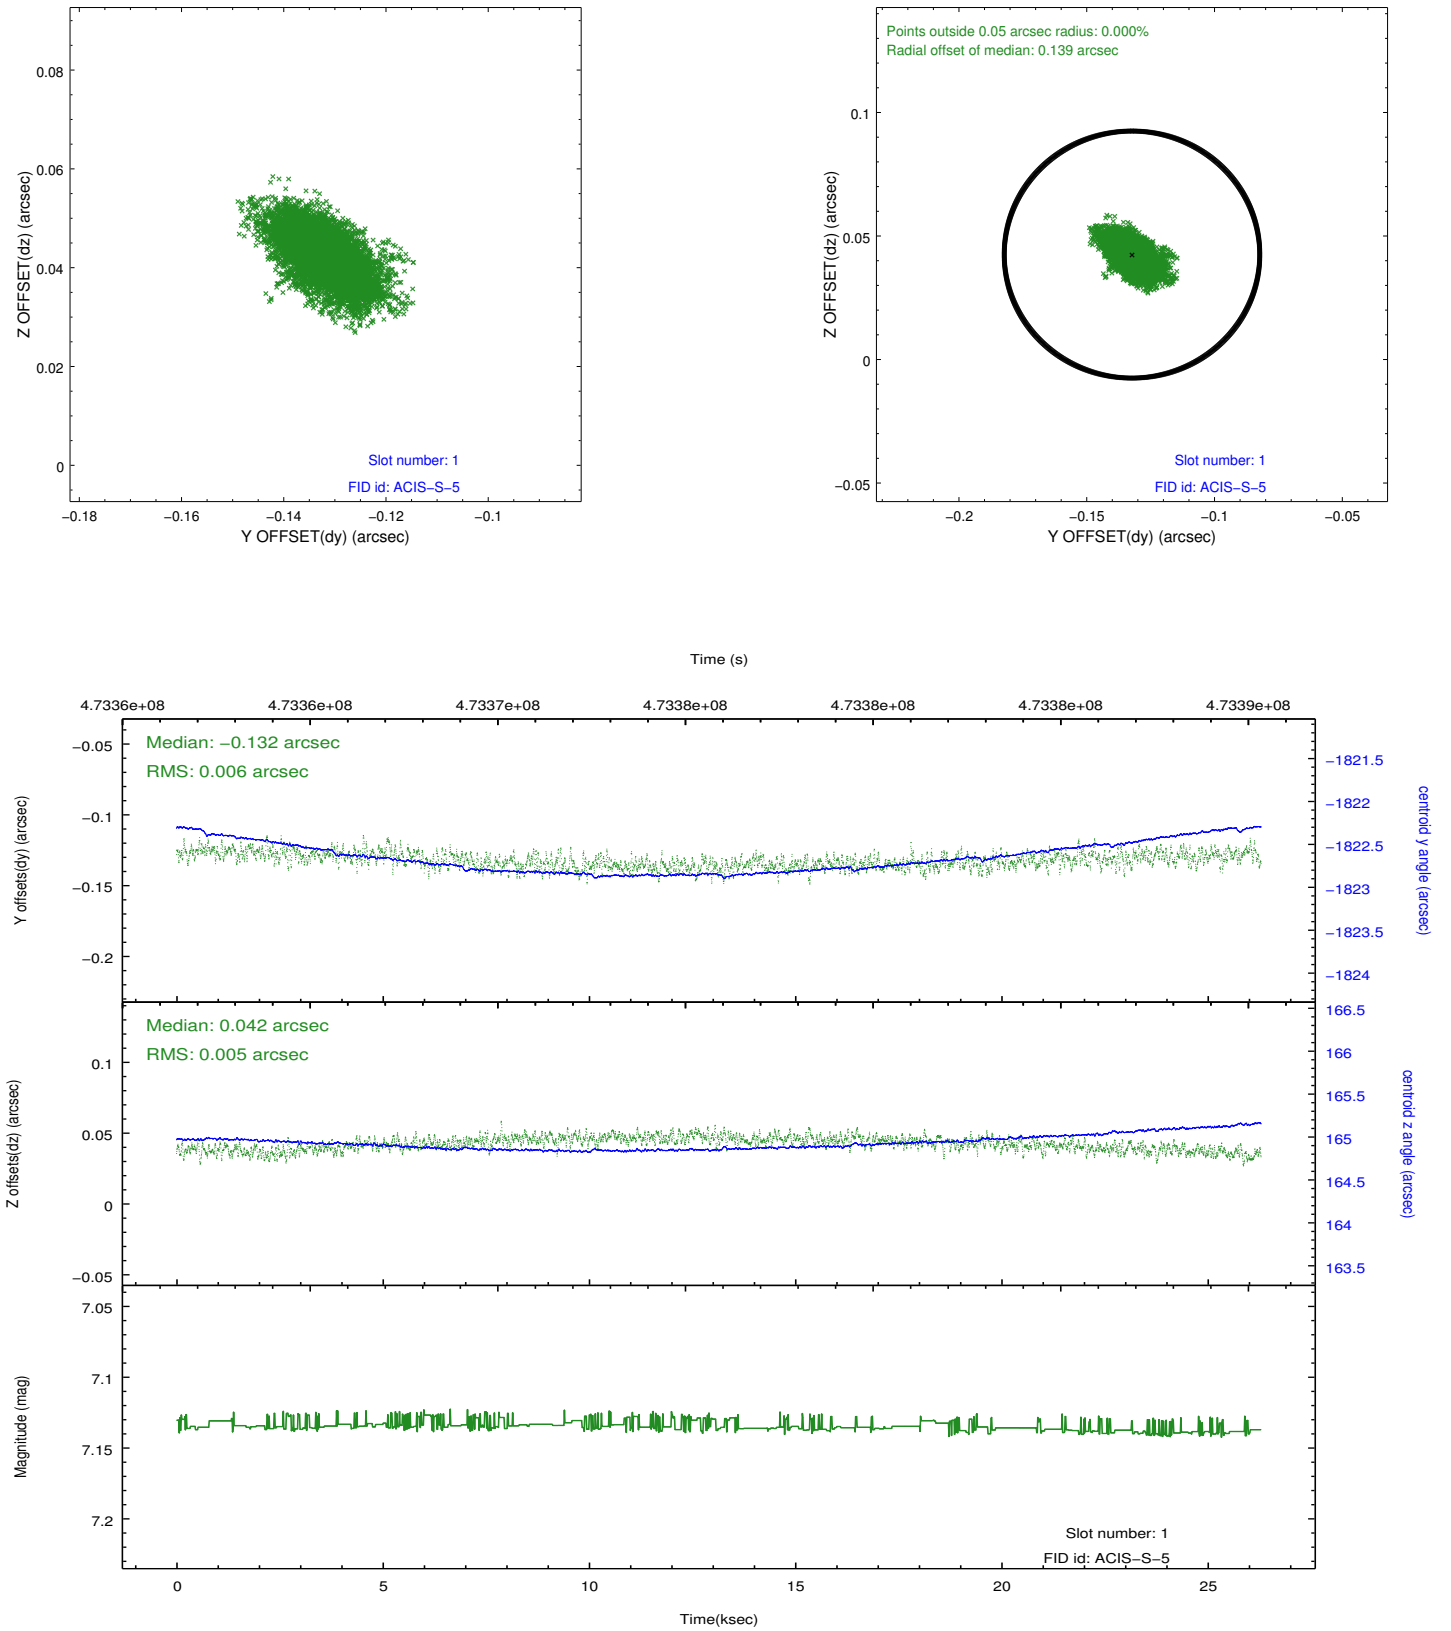 0.08
0.06
0.04
0.02
0
Z OFFSET(dz) (arcsec)
Slot number: 1
FID id: ACIS−S−5
−0.18
−0.16
−0.14
−0.12
−0.1
Y OFFSET(dy) (arcsec)
Points outside 0.05 arcsec radius: 0.000%
Radial offset of median: 0.139 arcsec
0.1
0.05
0
−0.05
Z OFFSET(dz) (arcsec)
Slot number: 1
FID id: ACIS−S−5
−0.2
−0.15
−0.1
−0.05
Y OFFSET(dy) (arcsec)
Time (s)
4.7336e+08
4.7336e+08
4.7337e+08
4.7338e+08
4.7338e+08
4.7338e+08
4.7339e+08
Median: −0.132 arcsec
RMS: 0.006 arcsec
−0.05
−0.1
−0.15
−0.2
Y offsets(dy) (arcsec)
−1821.5
−1822
−1822.5
−1823
−1823.5
−1824
centroid y angle (arcsec)
Median: 0.042 arcsec
RMS: 0.005 arcsec
0.1
0.05
0
−0.05
Z offsets(dz) (arcsec)
166.5
166
165.5
165
164.5
164
163.5
centroid z angle (arcsec)
7.05
7.1
7.15
7.2
Magnitude (mag)
Slot number: 1
FID id: ACIS−S−5
0
5
10
15
20
25
Time(ksec)